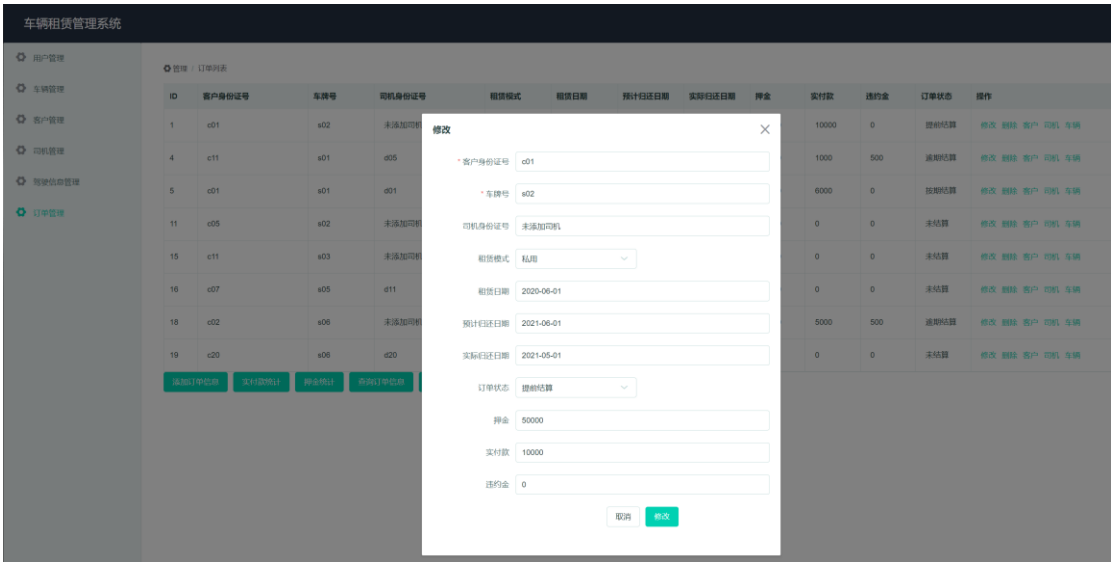 车辆租赁管理系统
用户管理
车辆管理
客户管理
司机管理
驾驶信息管理
订单管理
管理 / 订单列表
ID 客户身份证号 车牌号 司机身份证号 租赁模式 租赁日期 预计归还日期 实际归还日期 押金 实付款 违约金 订单状态 操作
1 c01 s02 未添加司机 10000 0 提前结算 修改 删除 客户 司机 车辆
4 c11 s01 d05 1000 500 逾期结算 修改 删除 客户 司机 车辆
5 c01 s01 d01 6000 0 按期结算 修改 删除 客户 司机 车辆
11 c05 s02 未添加司机 0 0 未结算 修改 删除 客户 司机 车辆
15 c11 s03 未添加司机 0 0 未结算 修改 删除 客户 司机 车辆
16 c07 s05 d11 0 0 未结算 修改 删除 客户 司机 车辆
18 c02 s06 未添加司机 5000 500 逾期结算 修改 删除 客户 司机 车辆
19 c20 s06 d20 0 0 未结算 修改 删除 客户 司机 车辆
添加订单信息 实付款统计 押金统计 查询订单信息
修改
* 客户身份证号 c01
* 车牌号 s02
司机身份证号 未添加司机
租赁模式 私用
租赁日期 2020-06-01
预计归还日期 2021-06-01
实际归还日期 2021-05-01
订单状态 提前结算
押金 50000
实付款 10000
违约金 0
取消 修改